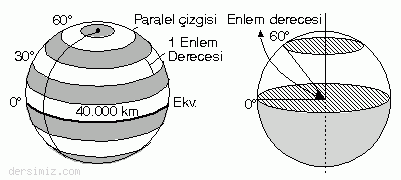 60°
Paralel çizgisi
1 Enlem
Derecesi
30°
0°
40.000 km
Ekv.
Enlem derecesi
60°
0°
dersimiz.com